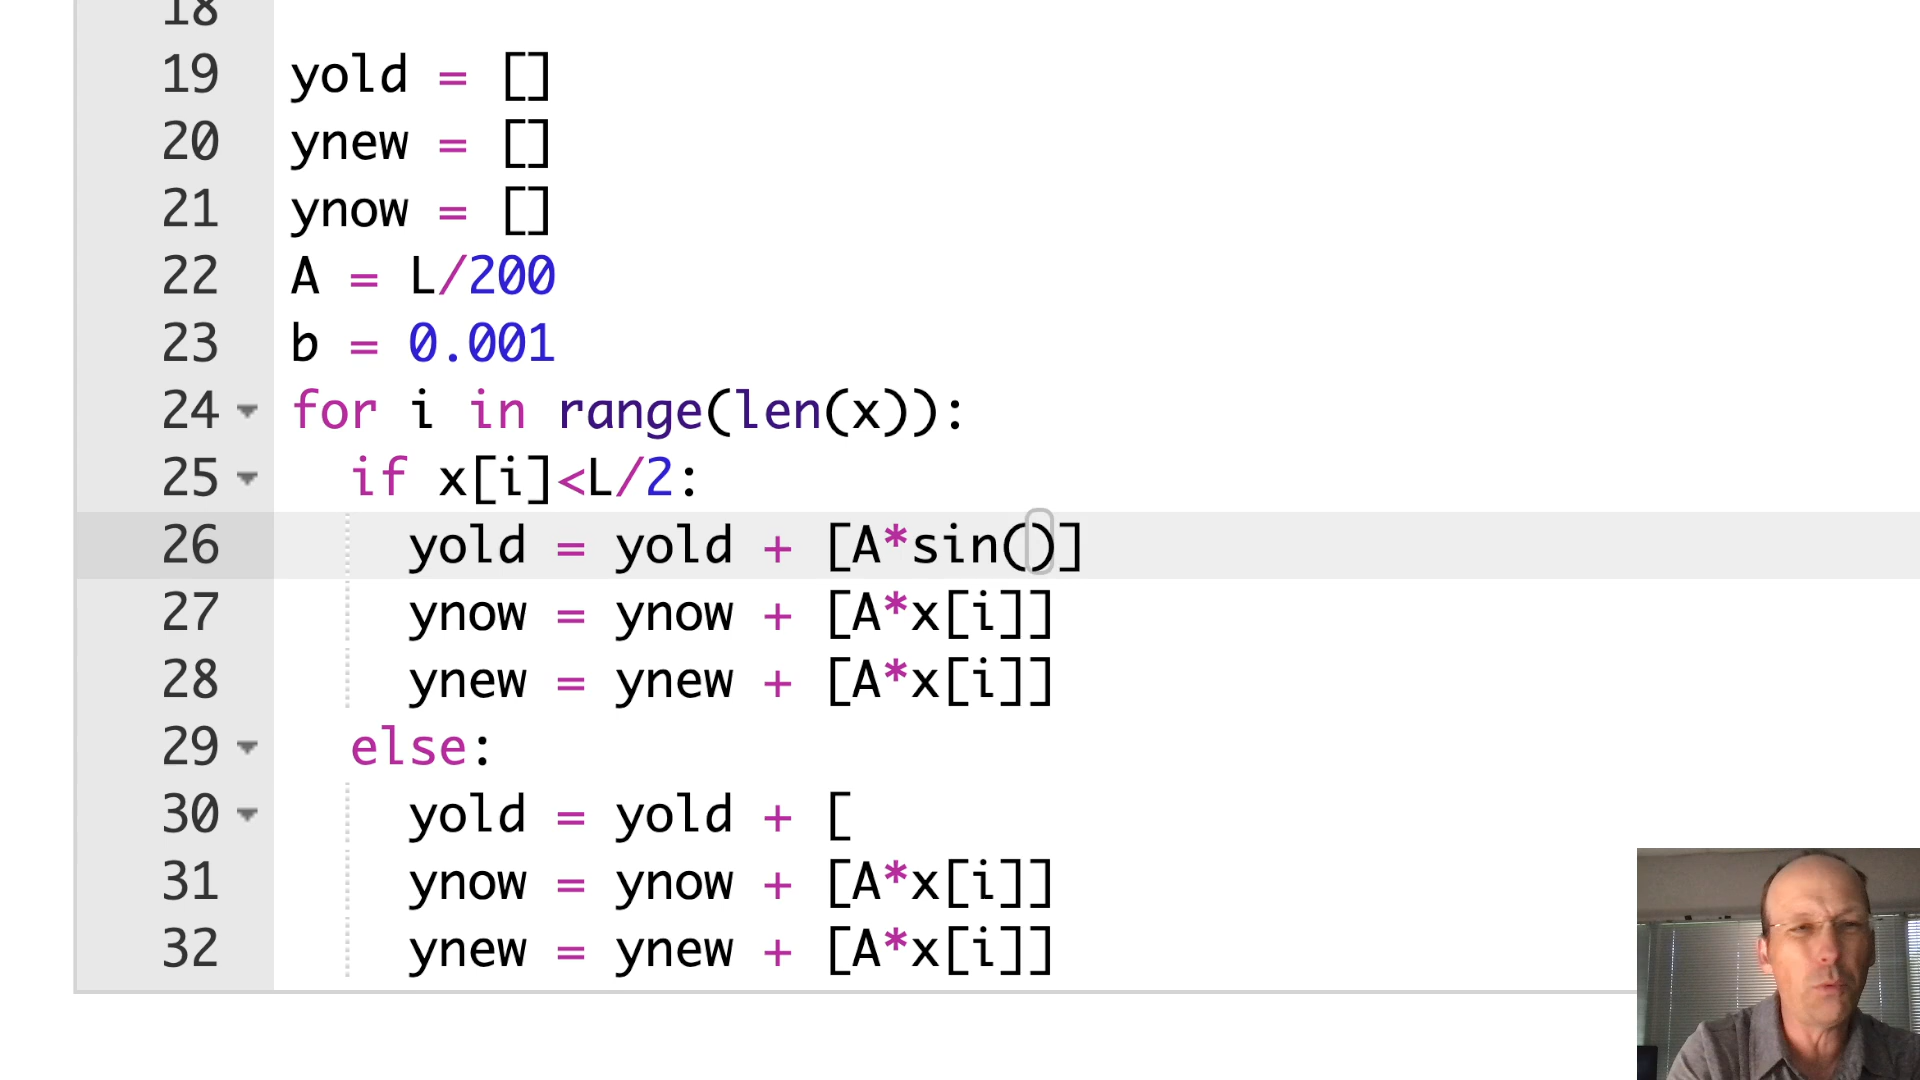 18
19 yold = []
20 ynew = []
21 ynow = []
22 A = L/200
23 b = 0.001
24 for i in range(len(x)):
25 if x[i]<L/2:
26 yold = yold + [A*sin()]
27 ynow = ynow + [A*x[i]]
28 ynew = ynew + [A*x[i]]
29 else:
30 yold = yold + [
31 ynow = ynow + [A*x[i]]
32 ynew = ynew + [A*x[i]]